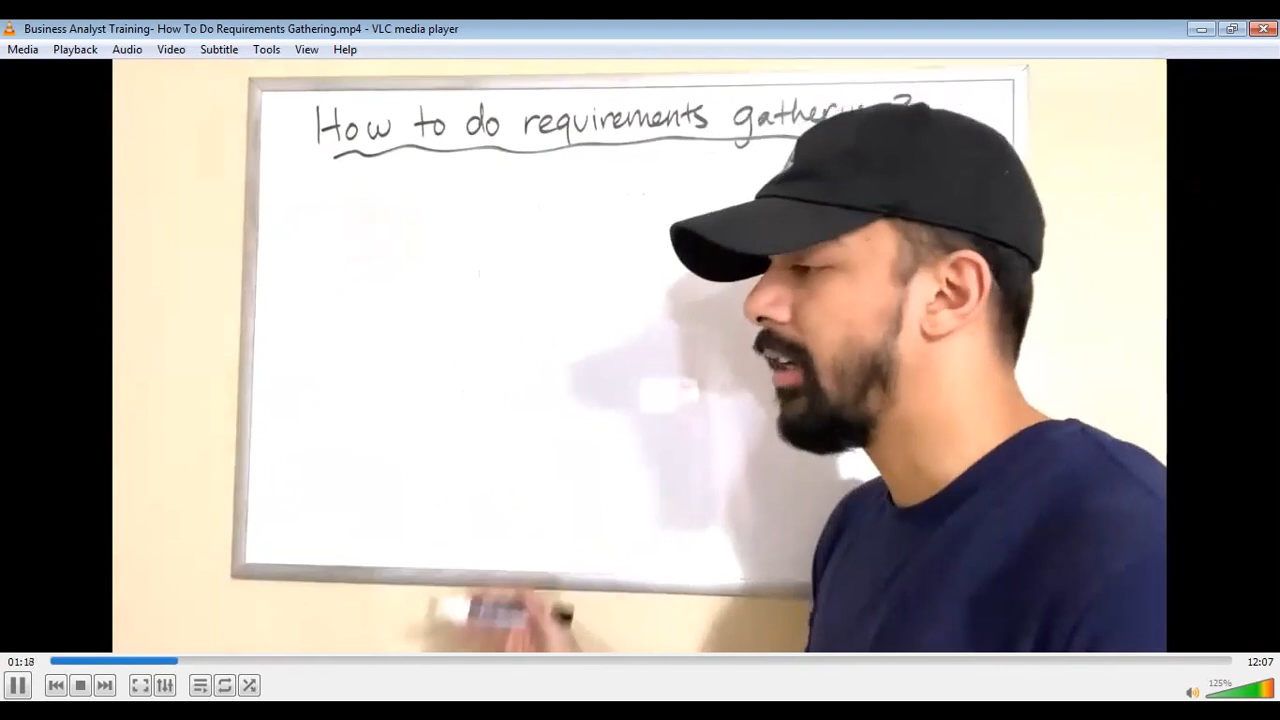 Business Analyst Training- How To Do Requirements Gathering.mp4 - VLC media player
Media Playback Audio Video Subtitle Tools View Help
How to do requirements
01:18
12:07
125%